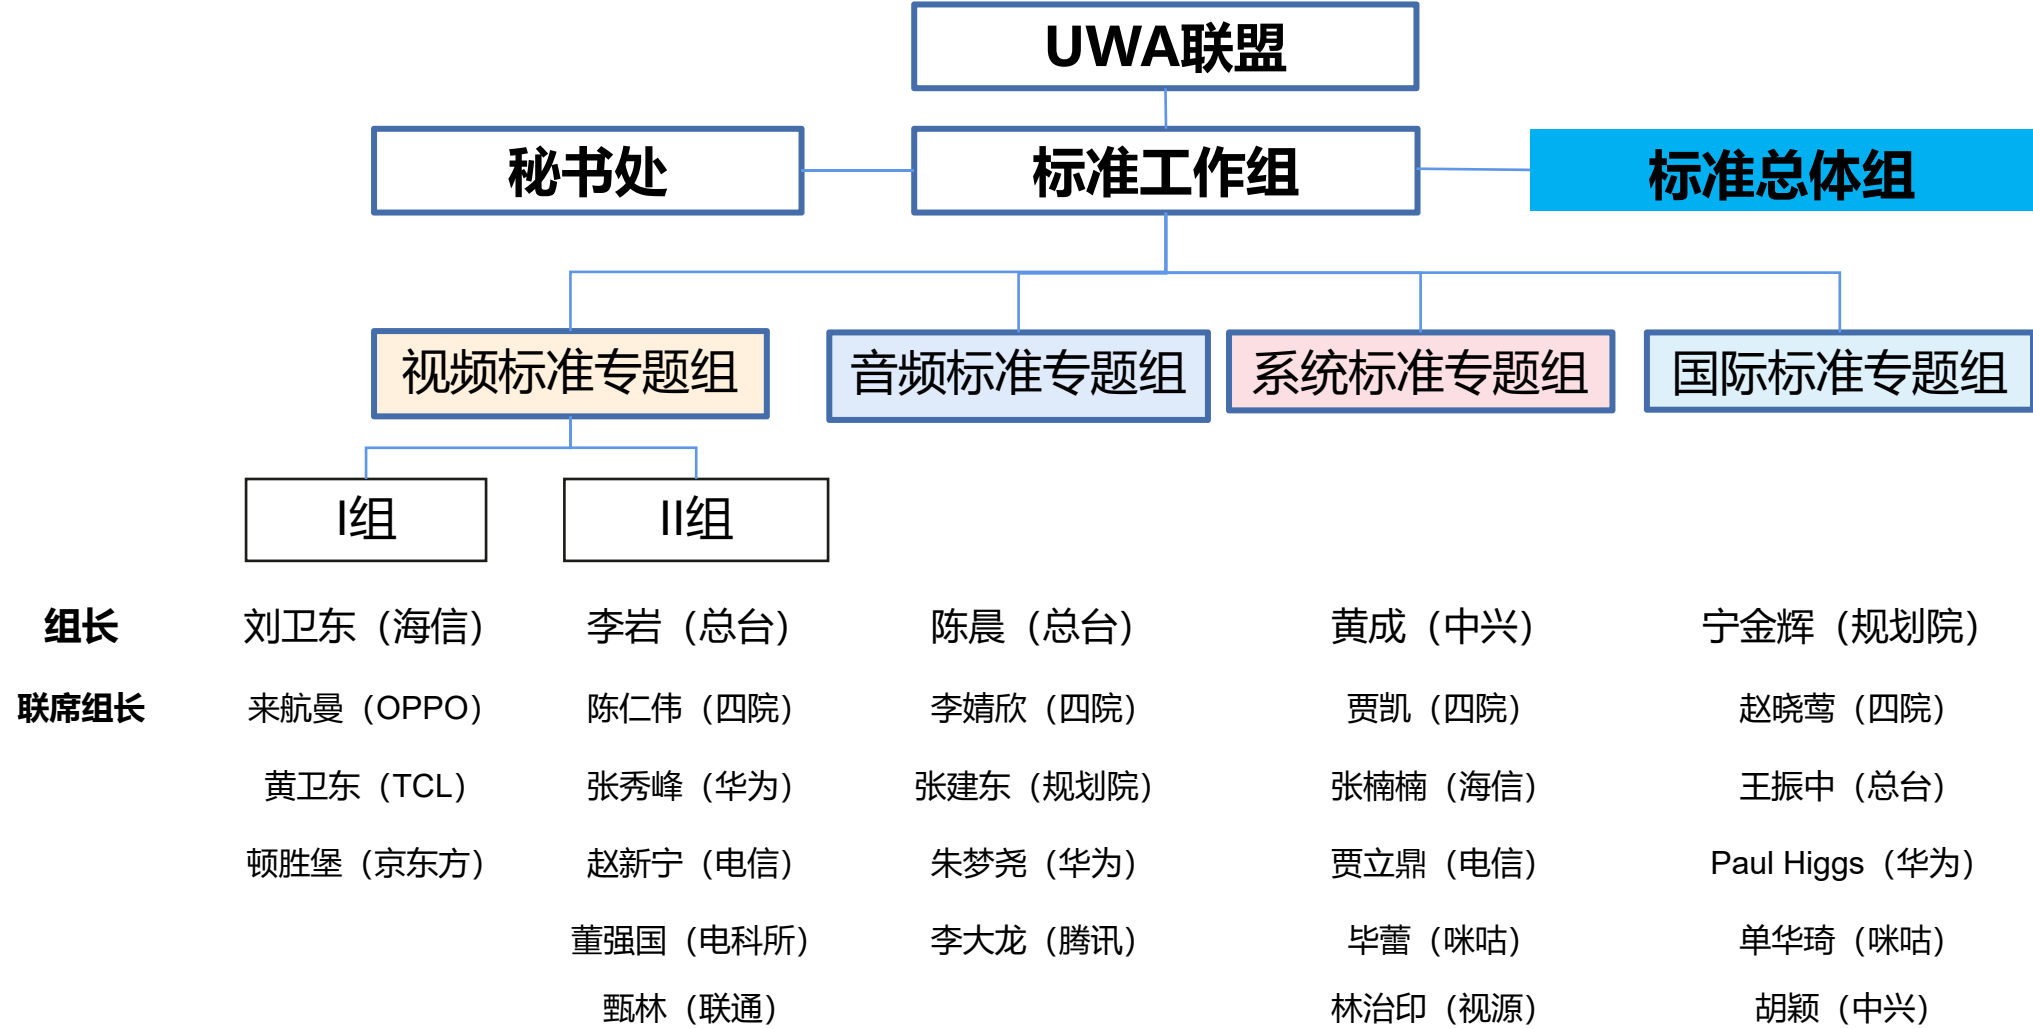 UWA联盟
秘书处
标准工作组
标准总体组
视频标准专题组
音频标准专题组
系统标准专题组
国际标准专题组
I组
II组
组长
刘卫东（海信）
李岩（总台）
陈晨（总台）
黄成（中兴）
宁金辉（规划院）
联席组长
来航曼（OPPO）
陈仁伟（四院）
李婧欣（四院）
贾凯（四院）
赵晓莺（四院）
黄卫东（TCL）
张秀峰（华为）
张建东（规划院）
张楠楠（海信）
王振中（总台）
顿胜堡（京东方）
赵新宁（电信）
朱梦尧（华为）
贾立鼎（电信）
Paul Higgs（华为）
董强国（电科所）
李大龙（腾讯）
毕蕾（咪咕）
单华琦（咪咕）
甄林（联通）
林治印（视源）
胡颖（中兴）